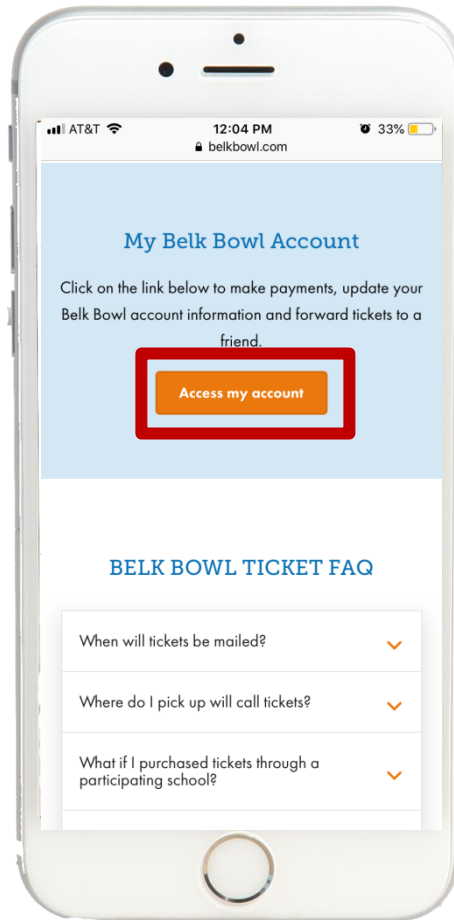 AT&T 12:04 PM 33%
belkbowl.com
My Belk Bowl Account
Click on the link below to make payments, update your
Belk Bowl account information and forward tickets to a
friend.
Access my account
BELK BOWL TICKET FAQ
When will tickets be mailed?
Where do I pick up will call tickets?
What if I purchased tickets through a
participating school?